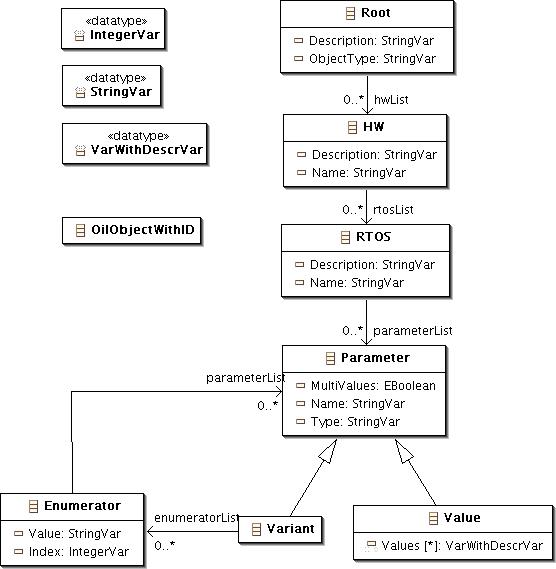 «datatype»
IntegerVar
«datatype»
StringVar
«datatype»
VarWithDescrVar
OilObjectWithID
Root
Description: StringVar
ObjectType: StringVar
0..* hwList
HW
Description: StringVar
Name: StringVar
0..* rtosList
RTOS
Description: StringVar
Name: StringVar
0..* parameterList
Parameter
MultiValues: EBoolean
Name: StringVar
Type: StringVar
parameterList
0..*
Enumerator
Value: StringVar
Index: IntegerVar
enumeratorList
0..*
Variant
Value
Values [*]: VarWithDescrVar